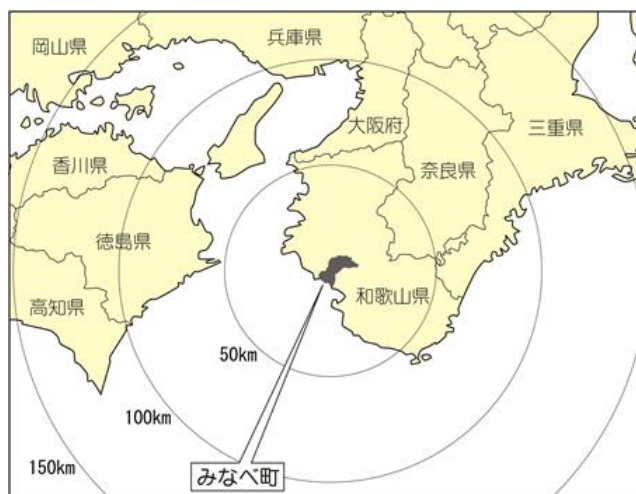 岡山県
兵庫県
大阪府
三重県
香川県
奈良県
徳島県
高知県
和歌山県
50km
100km
150km
みなべ町